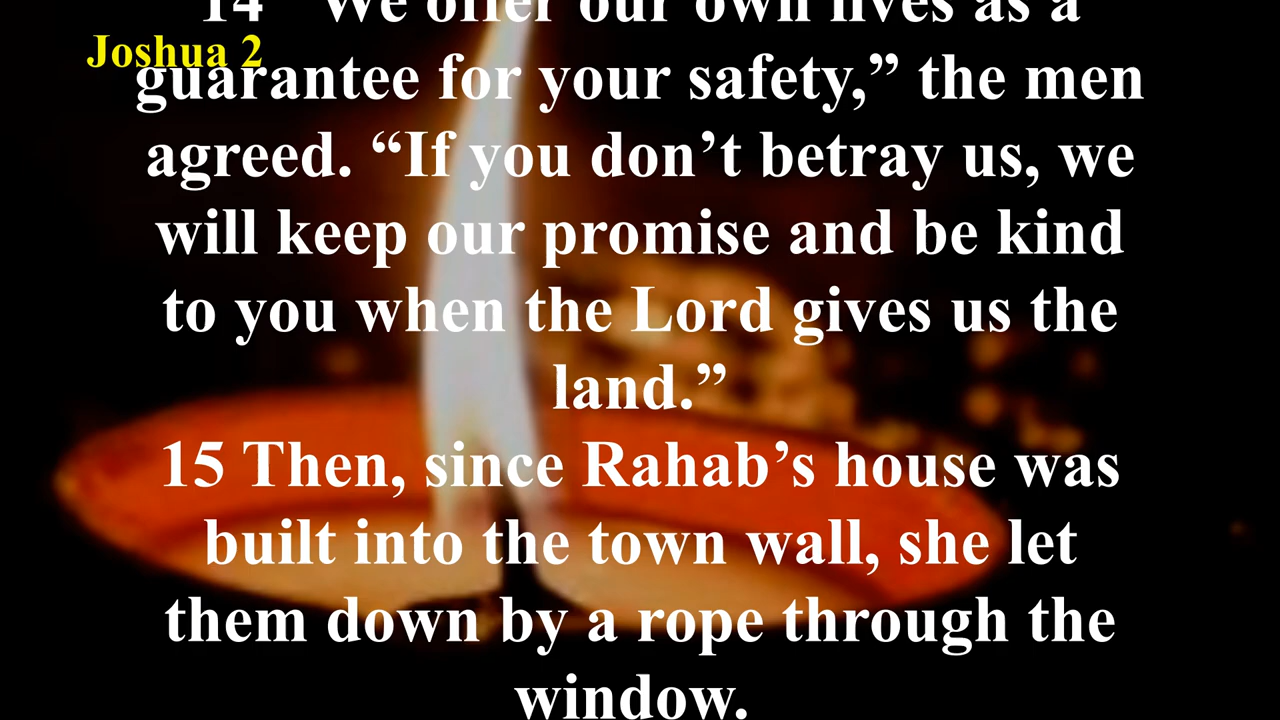 14 “We offer our own lives as a
Joshua 2
guarantee for your safety,” the men
agreed. “If you don’t betray us, we
will keep our promise and be kind
to you when the Lord gives us the
land.”
15 Then, since Rahab’s house was
built into the town wall, she let
them down by a rope through the
window.